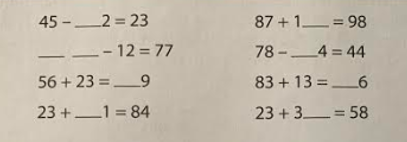 45 – ___2 = 23
___ ___ – 12 = 77
56 + 23 = ___9
23 + ___1 = 84
87 + 1___ = 98
78 – ___4 = 44
83 + 13 = ___6
23 + 3___ = 58